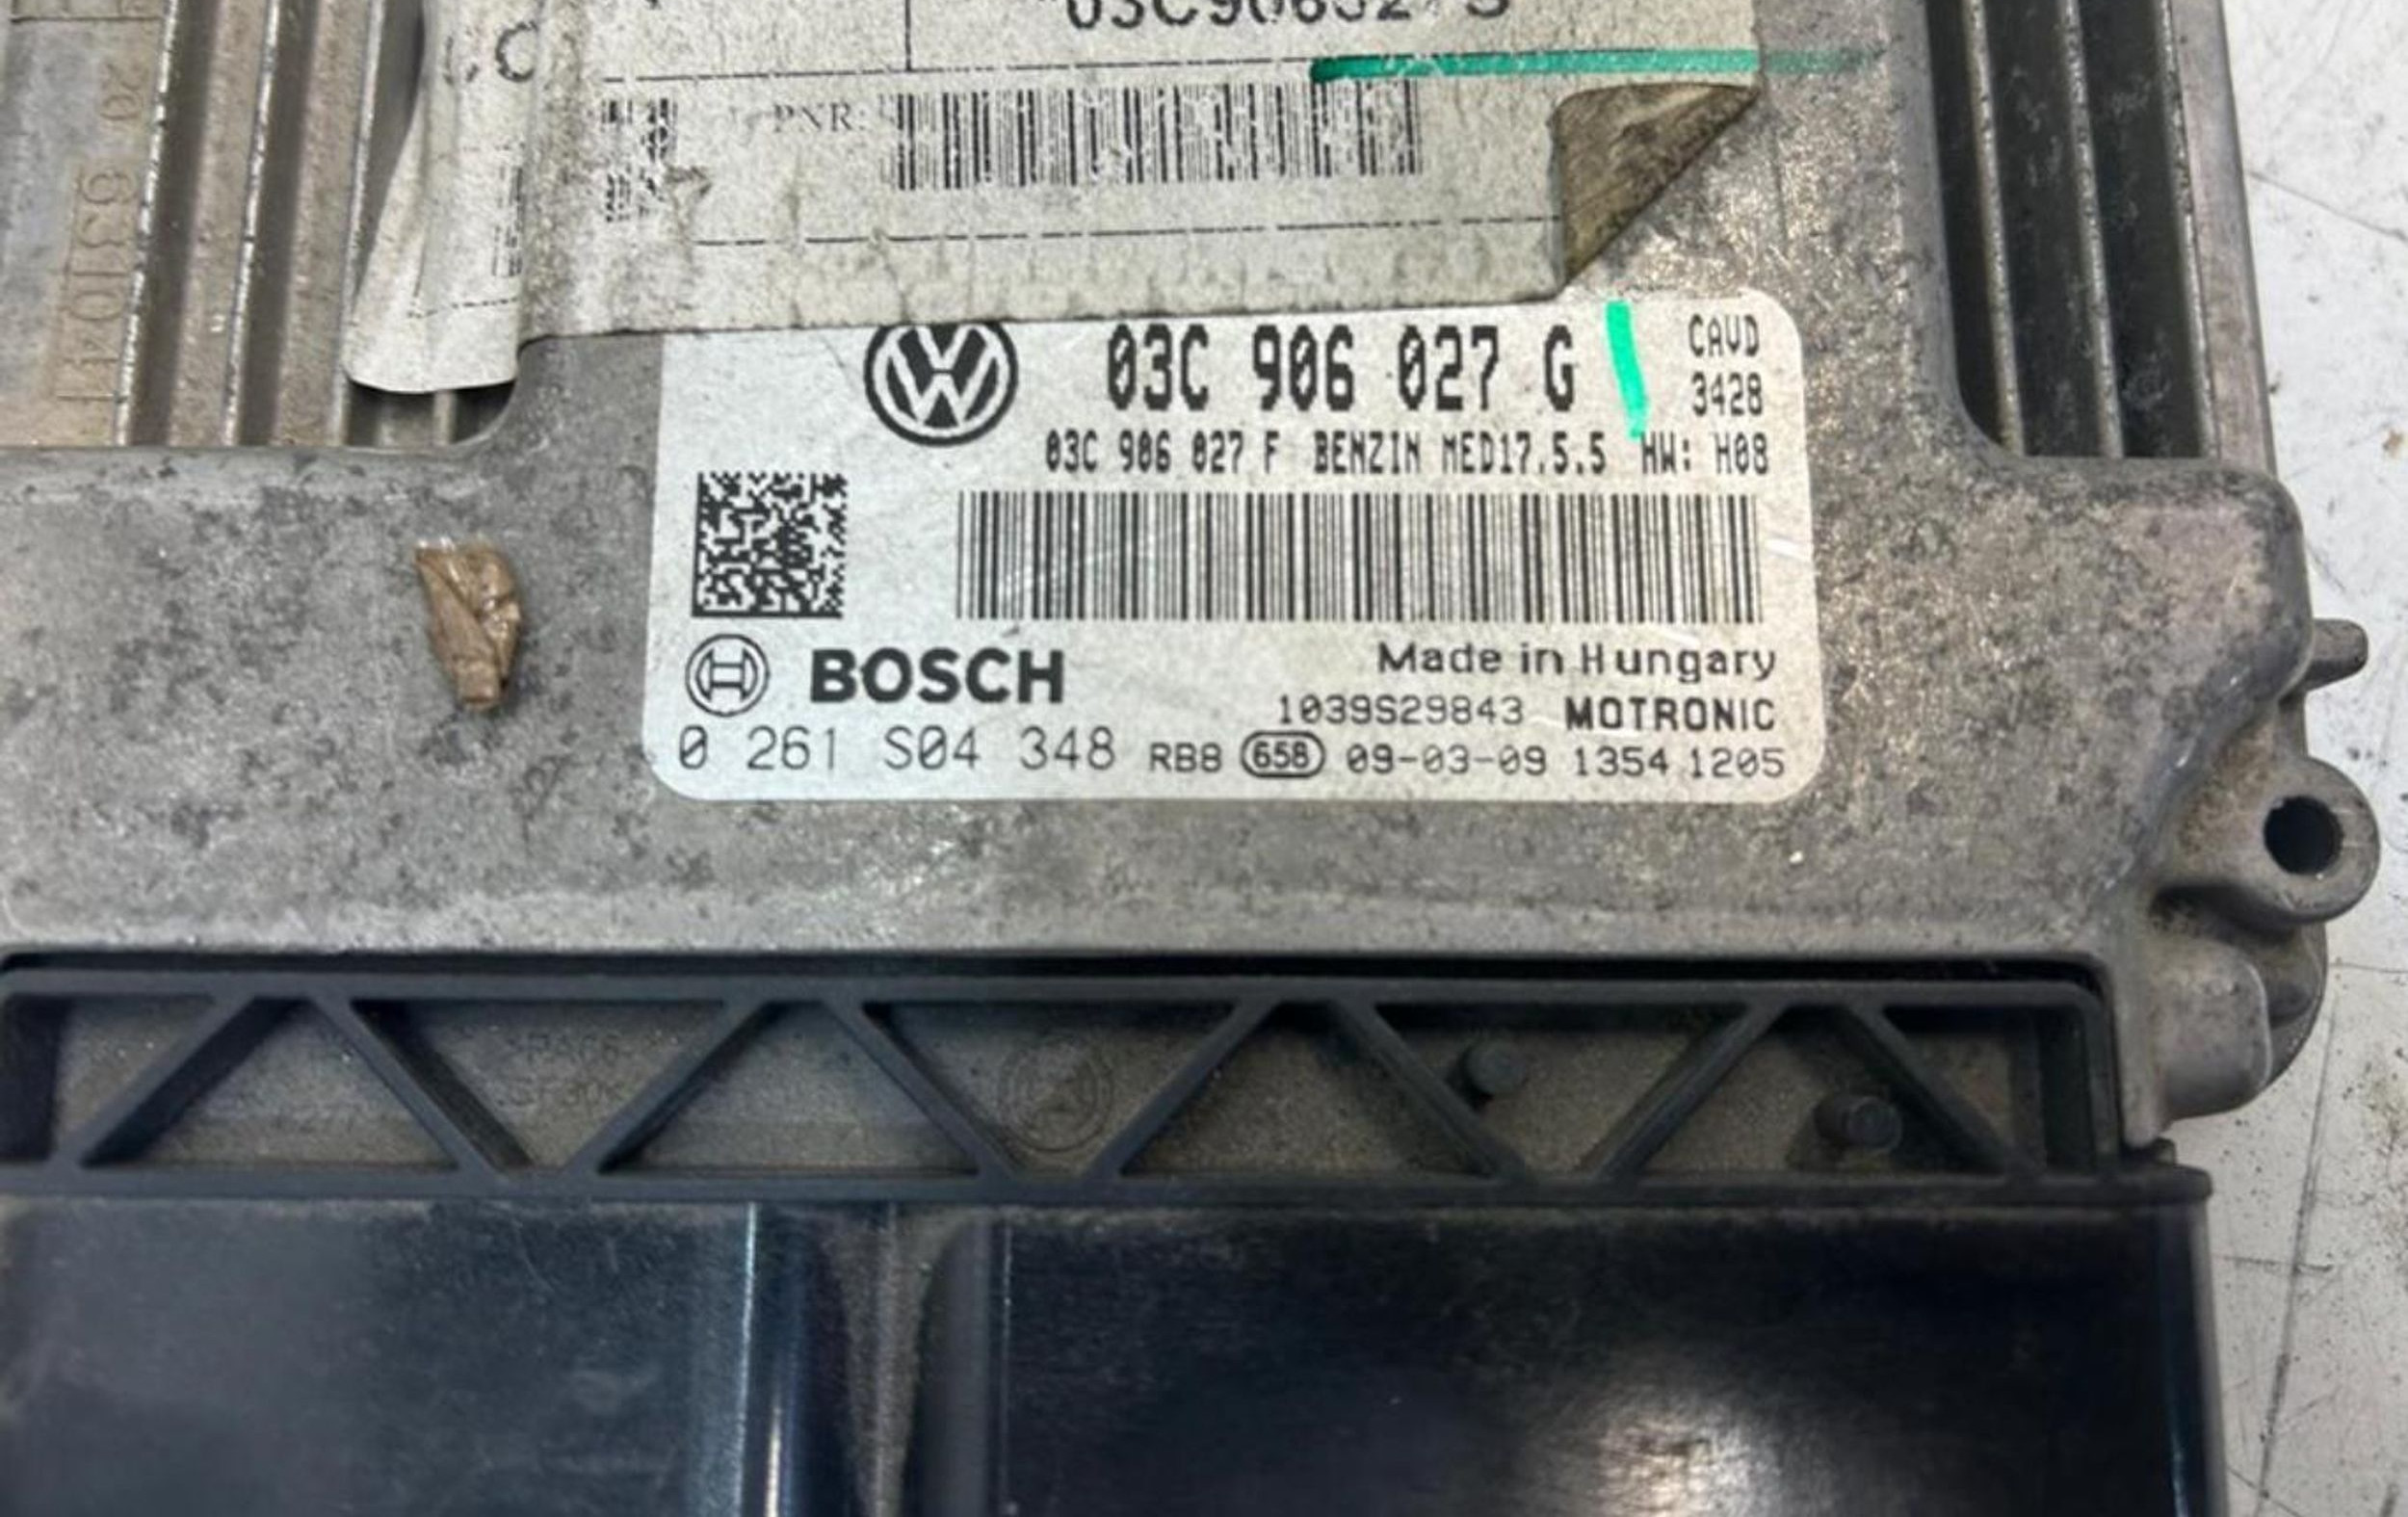 PNR:
03C 906 027 G CAVD
3428
03C 906 027 F BENZIN MED17.5.5 HW: H08
BOSCH
Made in Hungary
1039S29843 MOTRONIC
0 261 S04 348 RB8 658 09-03-09 1354 1205